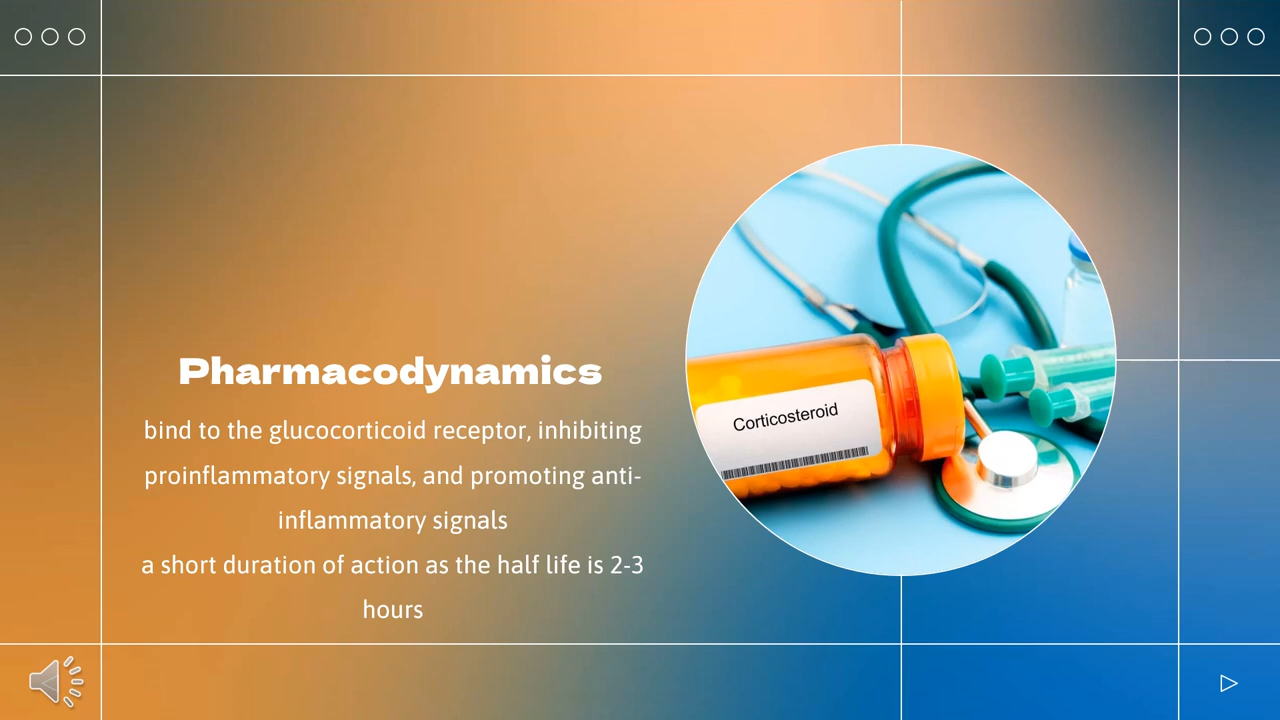 Pharmacodynamics
bind to the glucocorticoid receptor, inhibiting
proinflammatory signals, and promoting anti-
inflammatory signals
a short duration of action as the half life is 2-3
hours
Corticosteroid